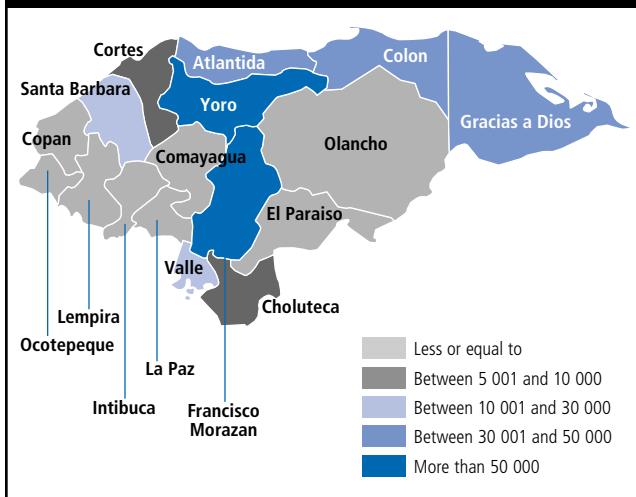 Cortes
Atlantida
Colon
Santa Barbara
Yoro
Gracias a Dios
Copan
Comayagua
Olancho
El Paraiso
Valle
Choluteca
Lempira
Ocotepeque
La Paz
Intibuca
Francisco
Morazan
Less or equal to
Between 5 001 and 10 000
Between 10 001 and 30 000
Between 30 001 and 50 000
More than 50 000